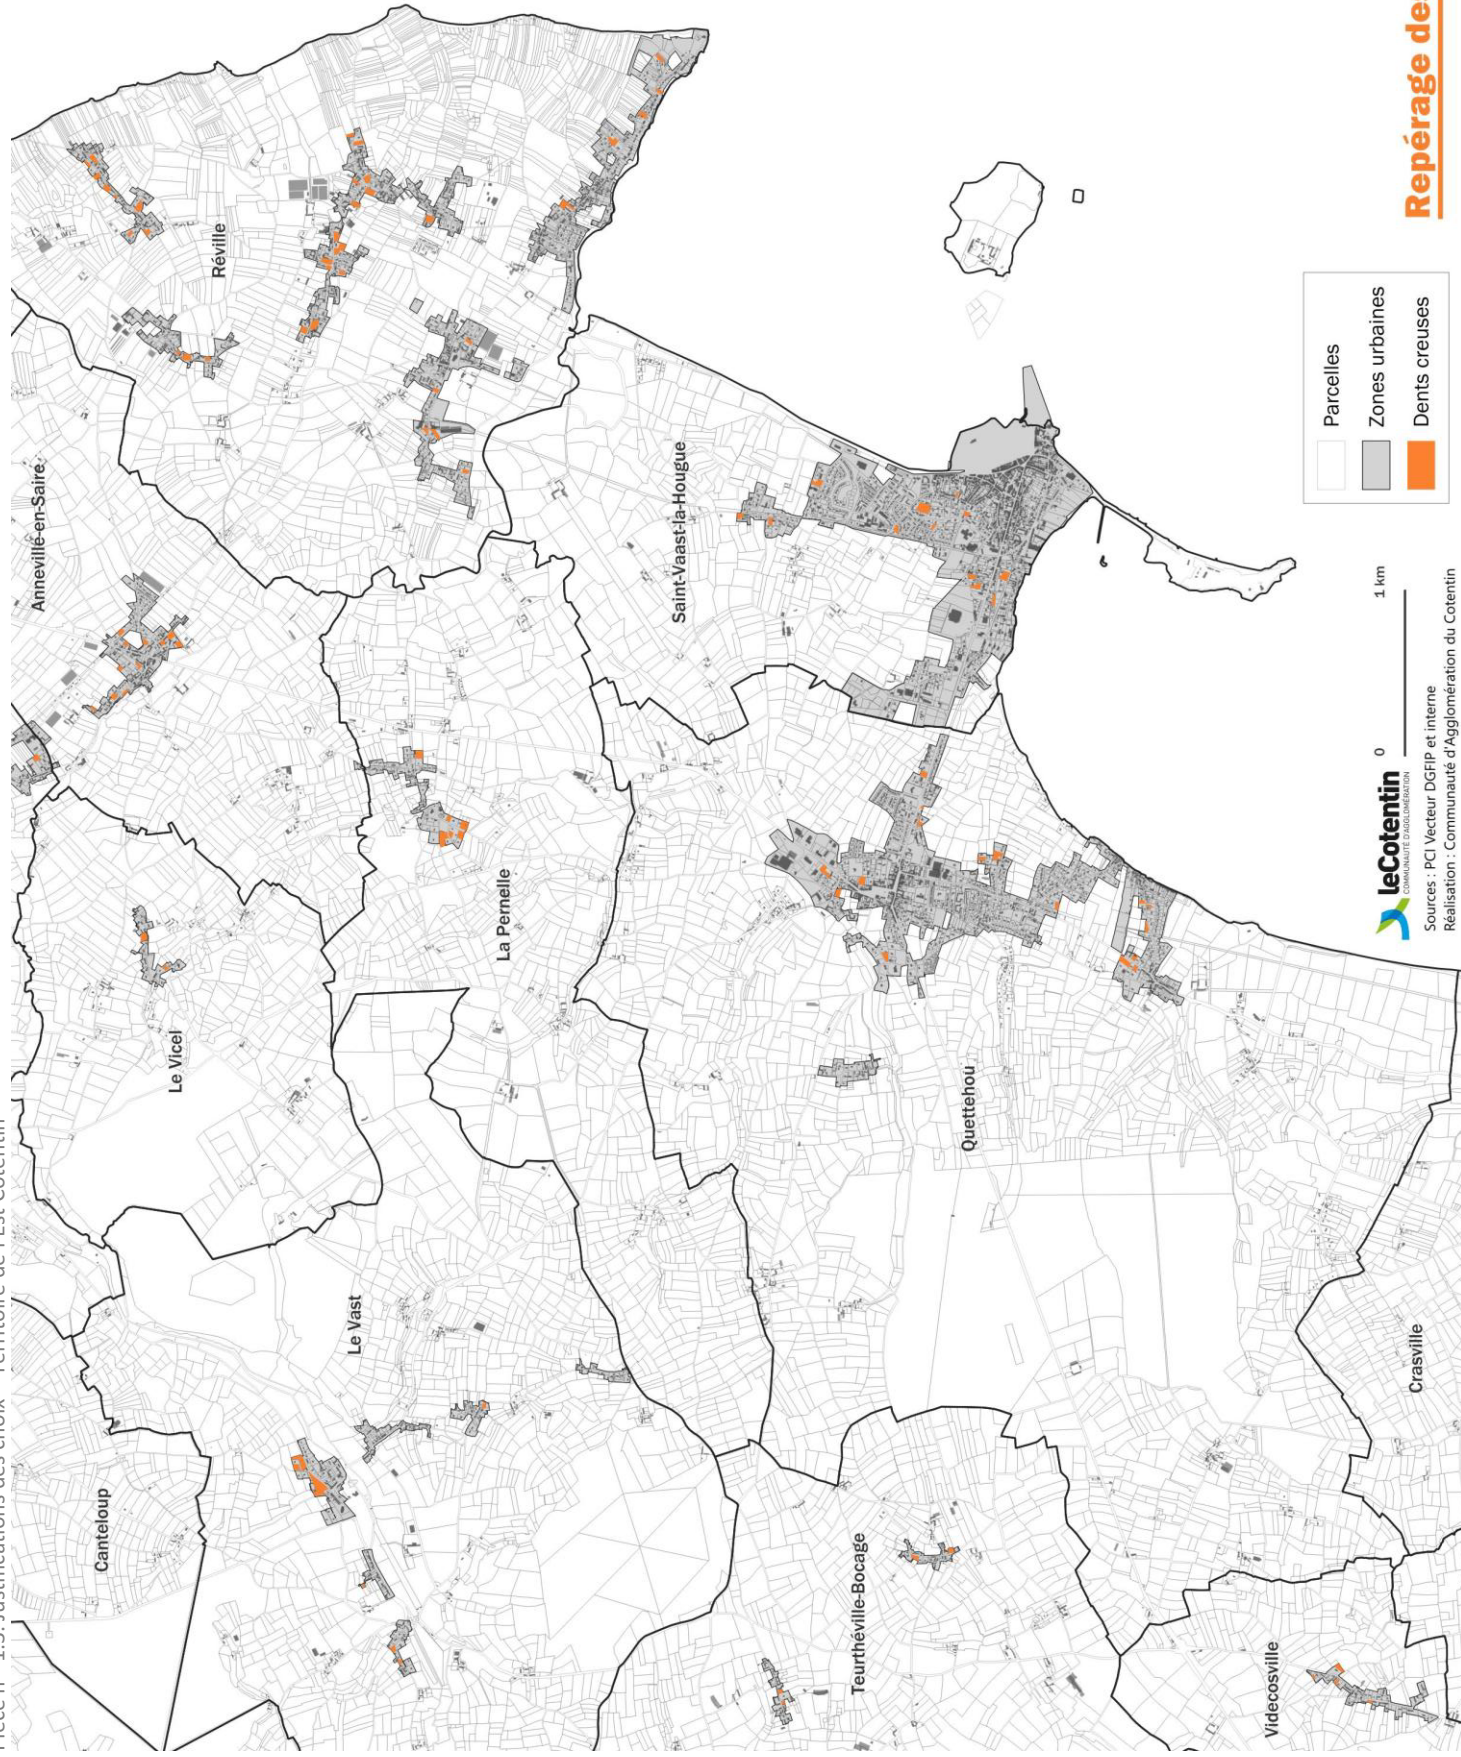 Repérage de
Pièce n° 1.3. Justifications des choix – Territoire de l'Est Cotentin
Anneville-en-Saire
Réville
Le Vicel
Canteloup
Le Vast
La Pernelle
Saint-Vaast-la-Hougue
Teurthéville-Bocage
Quettehou
Videcosville
Crasville
Parcelles
Zones urbaines
Dents creuses
0
1 km
leCotentin
COMMUNAUTÉ D'AGGLOMÉRATION
Sources : PCI Vecteur DGFIP et interne
Réalisation : Communauté d'Agglomération du Cotentin